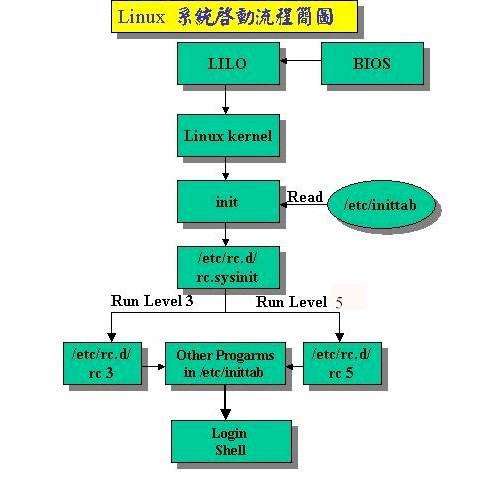 Linux 系統啓動流程簡圖
LILO
BIOS
Linux kernel
init
Read
/etc/inittab
/etc/rc.d/
rc.sysinit
Run Level 3
Run Level 5
/etc/rc.d/
rc 3
Other Progarms
in /etc/inittab
/etc/rc.d/
rc 5
Login
Shell